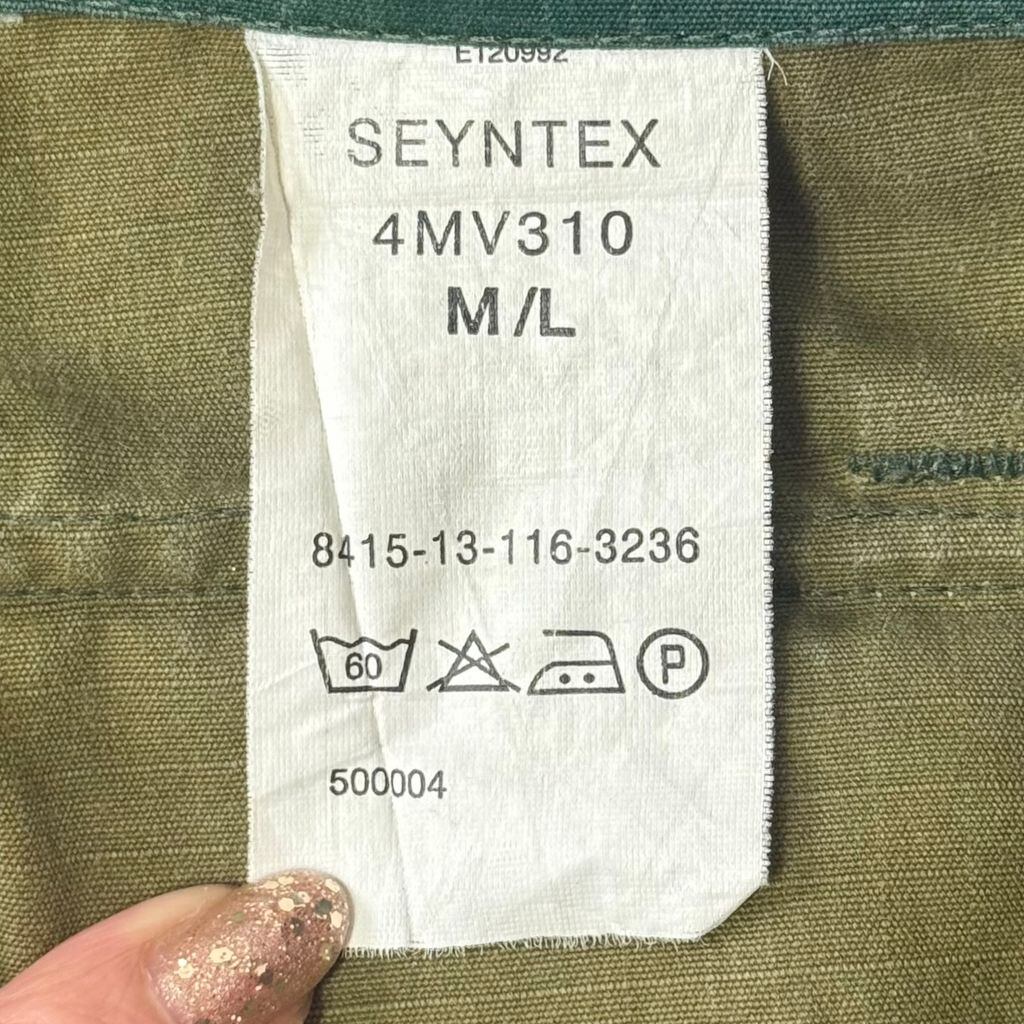 E120992
SEYNTEX
4MV310
M/L
8415-13-116-3236
60 P
500004